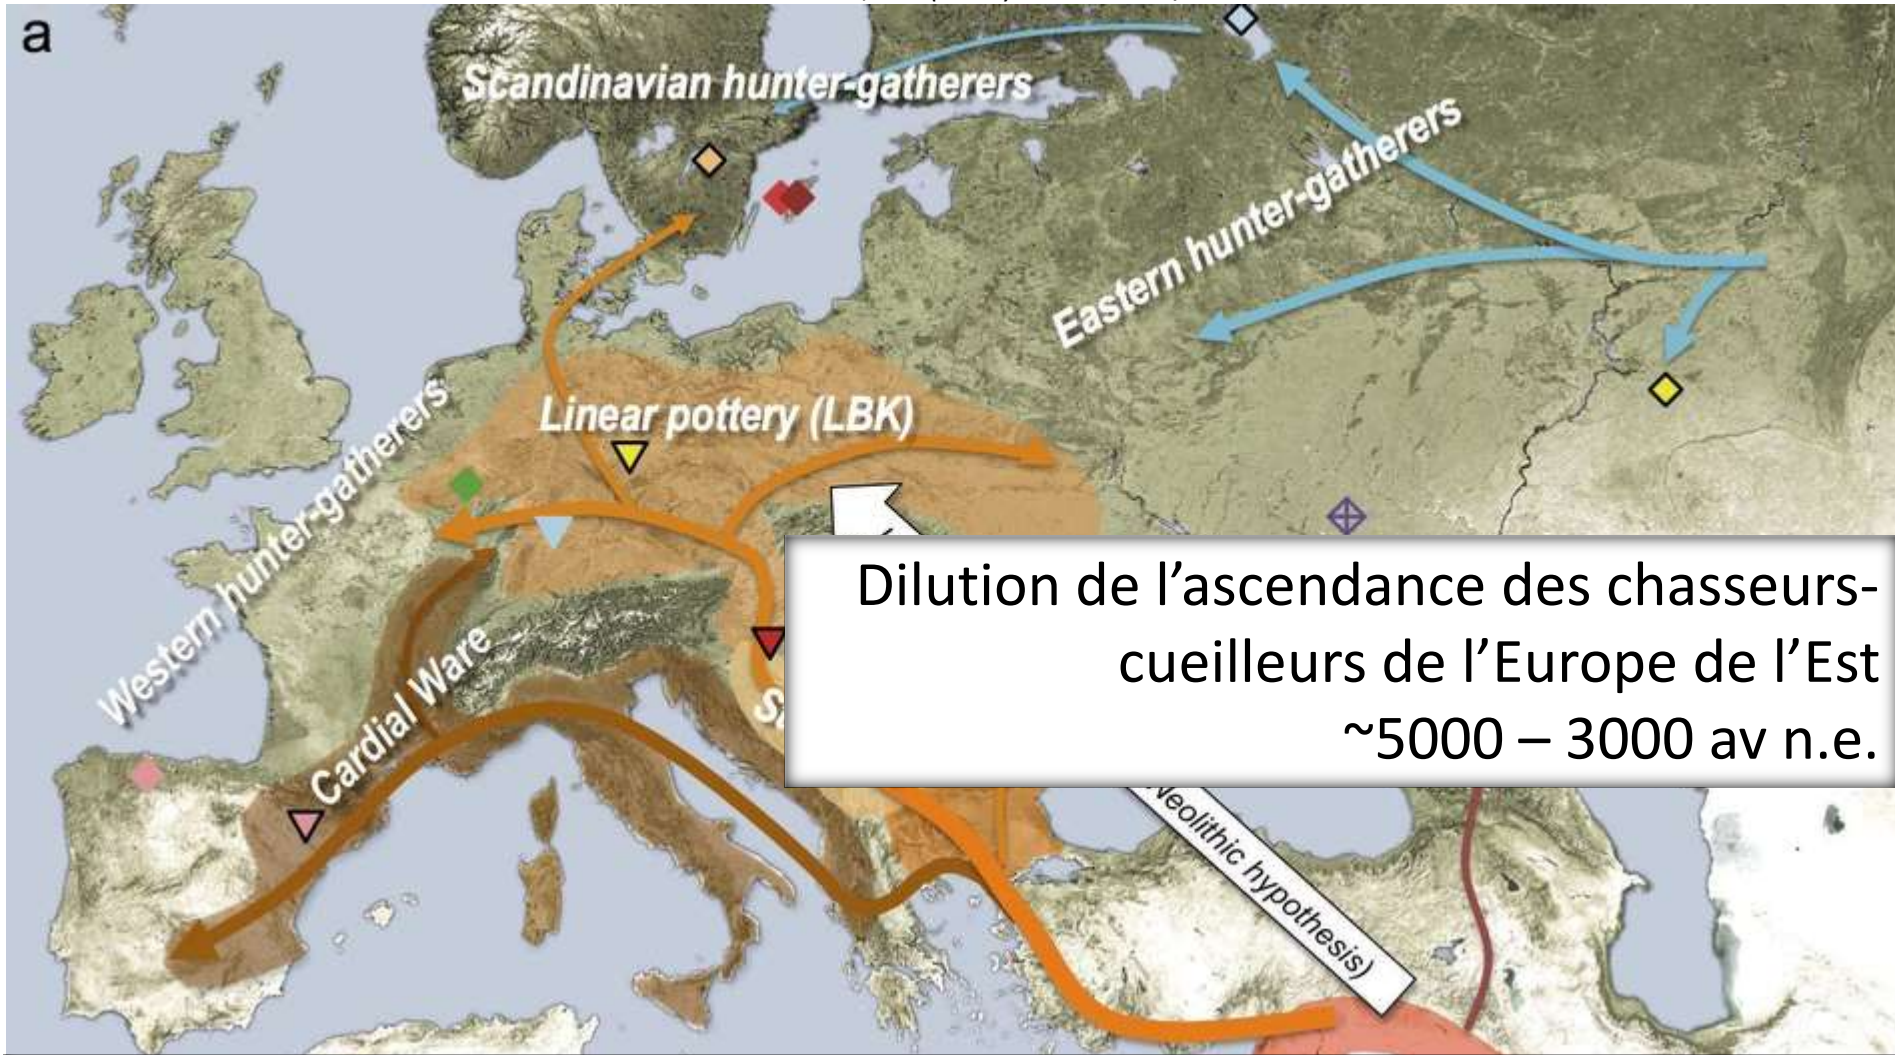 a
Scandinavian hunter-gatherers
Eastern hunter-gatherers
Linear pottery (LBK)
Western hunter-gatherers
Cardial Ware
Dilution de l’ascendance des chasseurs-
cueilleurs de l’Europe de l’Est
~5000 – 3000 av n.e.
Neolithic hypothesis)